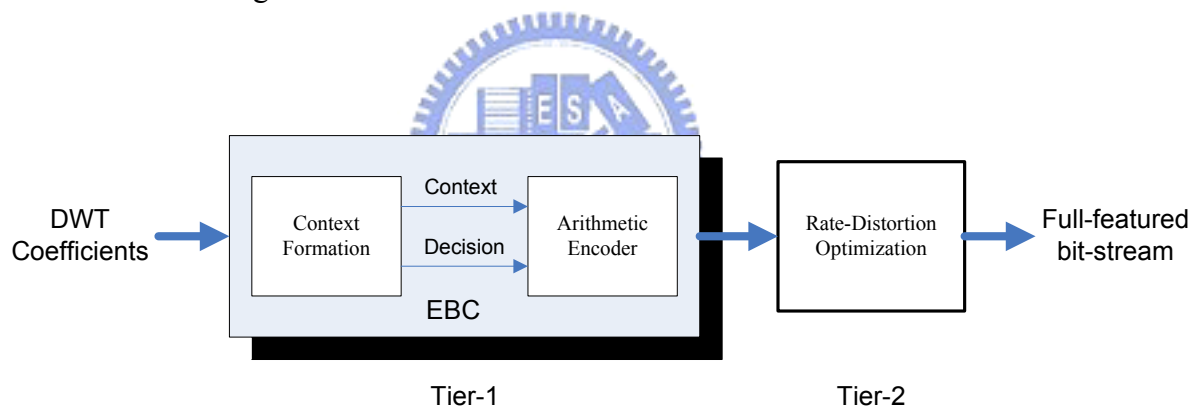 ESA
DWT
Coefficients
Context
Formation
Context
Decision
Arithmetic
Encoder
EBC
Rate-Distortion
Optimization
Full-featured
bit-stream
Tier-1
Tier-2